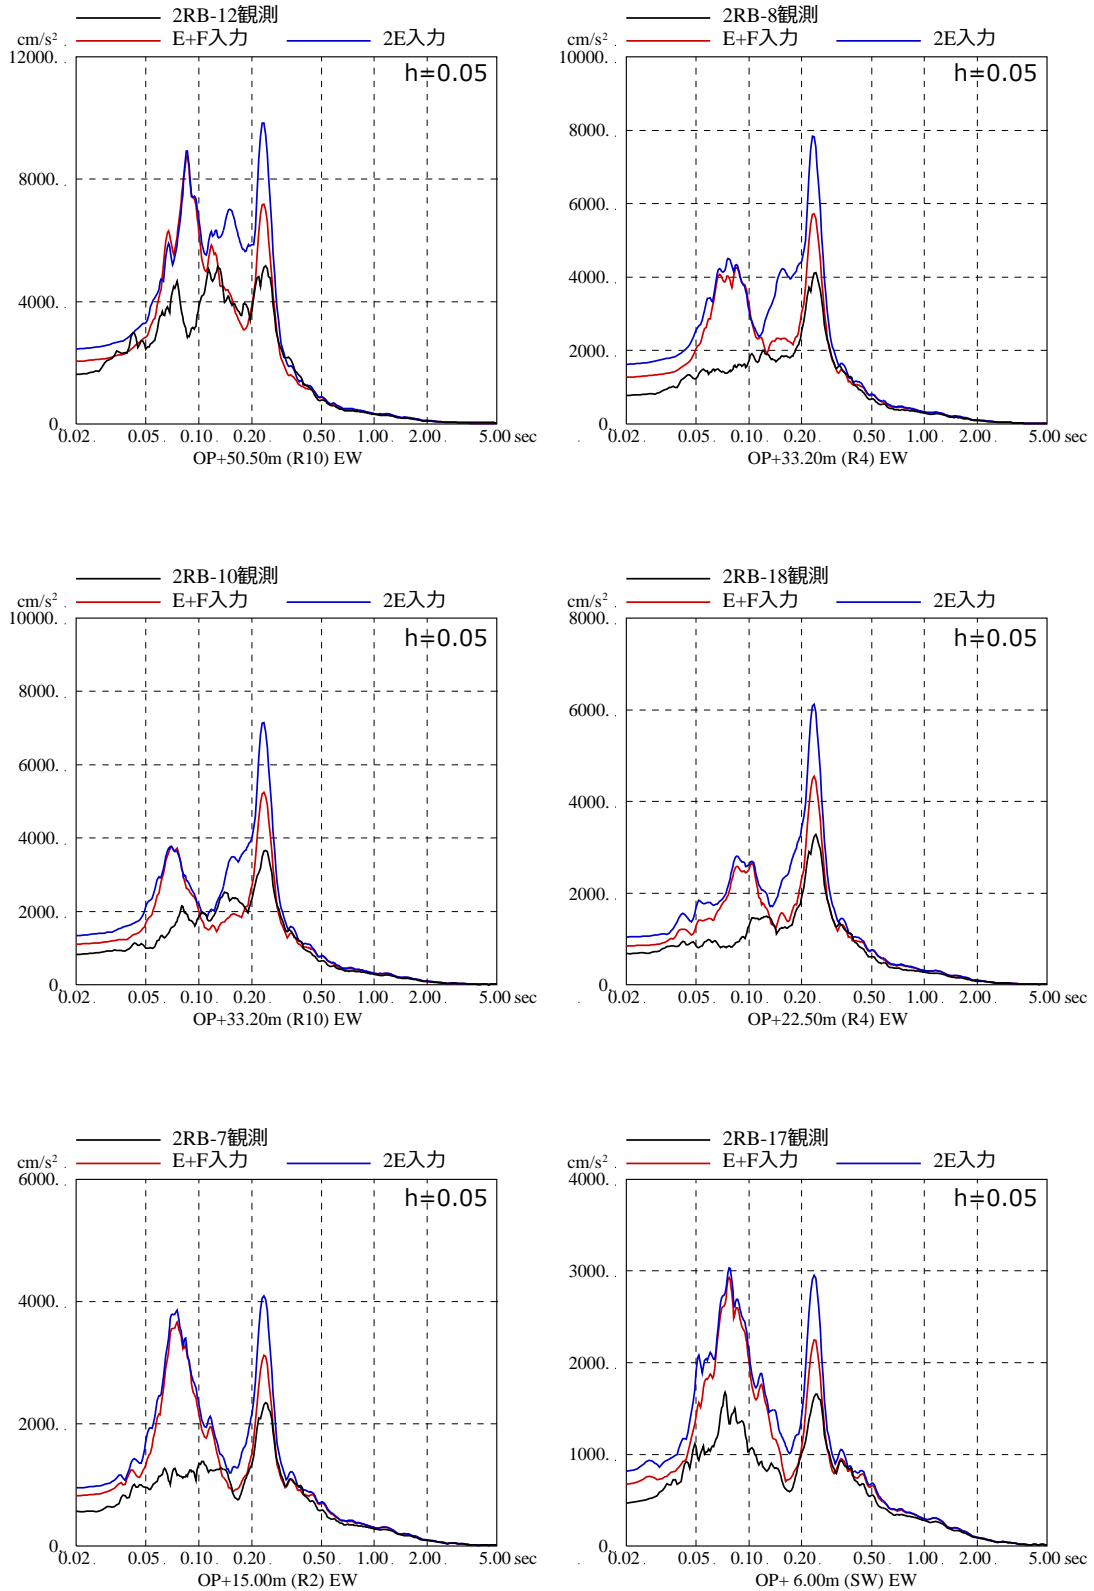 2RB-12観測
cm/s² E+F入力 2E入力
12000.
h=0.05
8000.
4000.
0.
0.02 0.05 0.10 0.20 0.50 1.00 2.00 5.00 sec
OP+50.50m (R10) EW
2RB-8観測
cm/s² E+F入力 2E入力
10000.
h=0.05
8000.
6000.
4000.
2000.
0.
0.02 0.05 0.10 0.20 0.50 1.00 2.00 5.00 sec
OP+33.20m (R4) EW
2RB-10観測
cm/s² E+F入力 2E入力
10000.
h=0.05
8000.
6000.
4000.
2000.
0.
0.02 0.05 0.10 0.20 0.50 1.00 2.00 5.00 sec
OP+33.20m (R10) EW
2RB-18観測
cm/s² E+F入力 2E入力
8000.
h=0.05
6000.
4000.
2000.
0.
0.02 0.05 0.10 0.20 0.50 1.00 2.00 5.00 sec
OP+22.50m (R4) EW
2RB-7観測
cm/s² E+F入力 2E入力
6000.
h=0.05
4000.
2000.
0.
0.02 0.05 0.10 0.20 0.50 1.00 2.00 5.00 sec
OP+15.00m (R2) EW
2RB-17観測
cm/s² E+F入力 2E入力
4000.
h=0.05
3000.
2000.
1000.
0.
0.02 0.05 0.10 0.20 0.50 1.00 2.00 5.00 sec
OP+ 6.00m (SW) EW